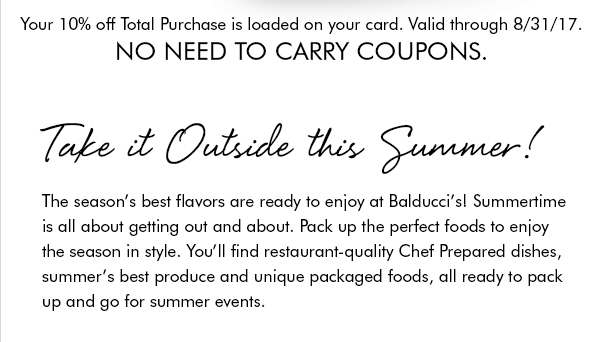 Your 10% off Total Purchase is loaded on your card. Valid through 8/31/17.
NO NEED TO CARRY COUPONS.
Take it Outside this Summer!
The season's best flavors are ready to enjoy at Balducci's! Summertime
is all about getting out and about. Pack up the perfect foods to enjoy
the season in style. You'll find restaurant-quality Chef Prepared dishes,
summer's best produce and unique packaged foods, all ready to pack
up and go for summer events.